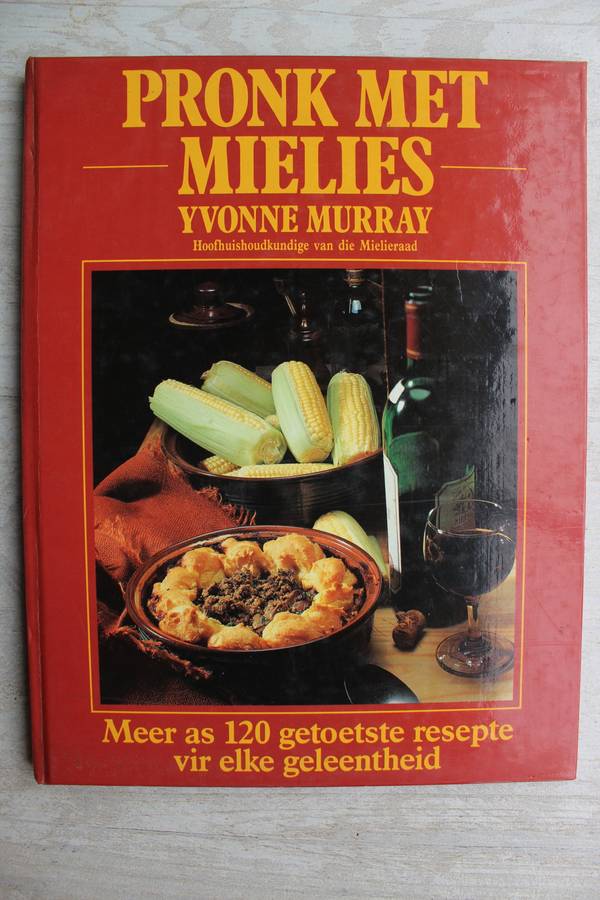 PRONK MET
MIELIES
YVONNE MURRAY
Hoofhuishoudkundige van die Mielieraad
Meer as 120 getoetste resepte
vir elke geleentheid